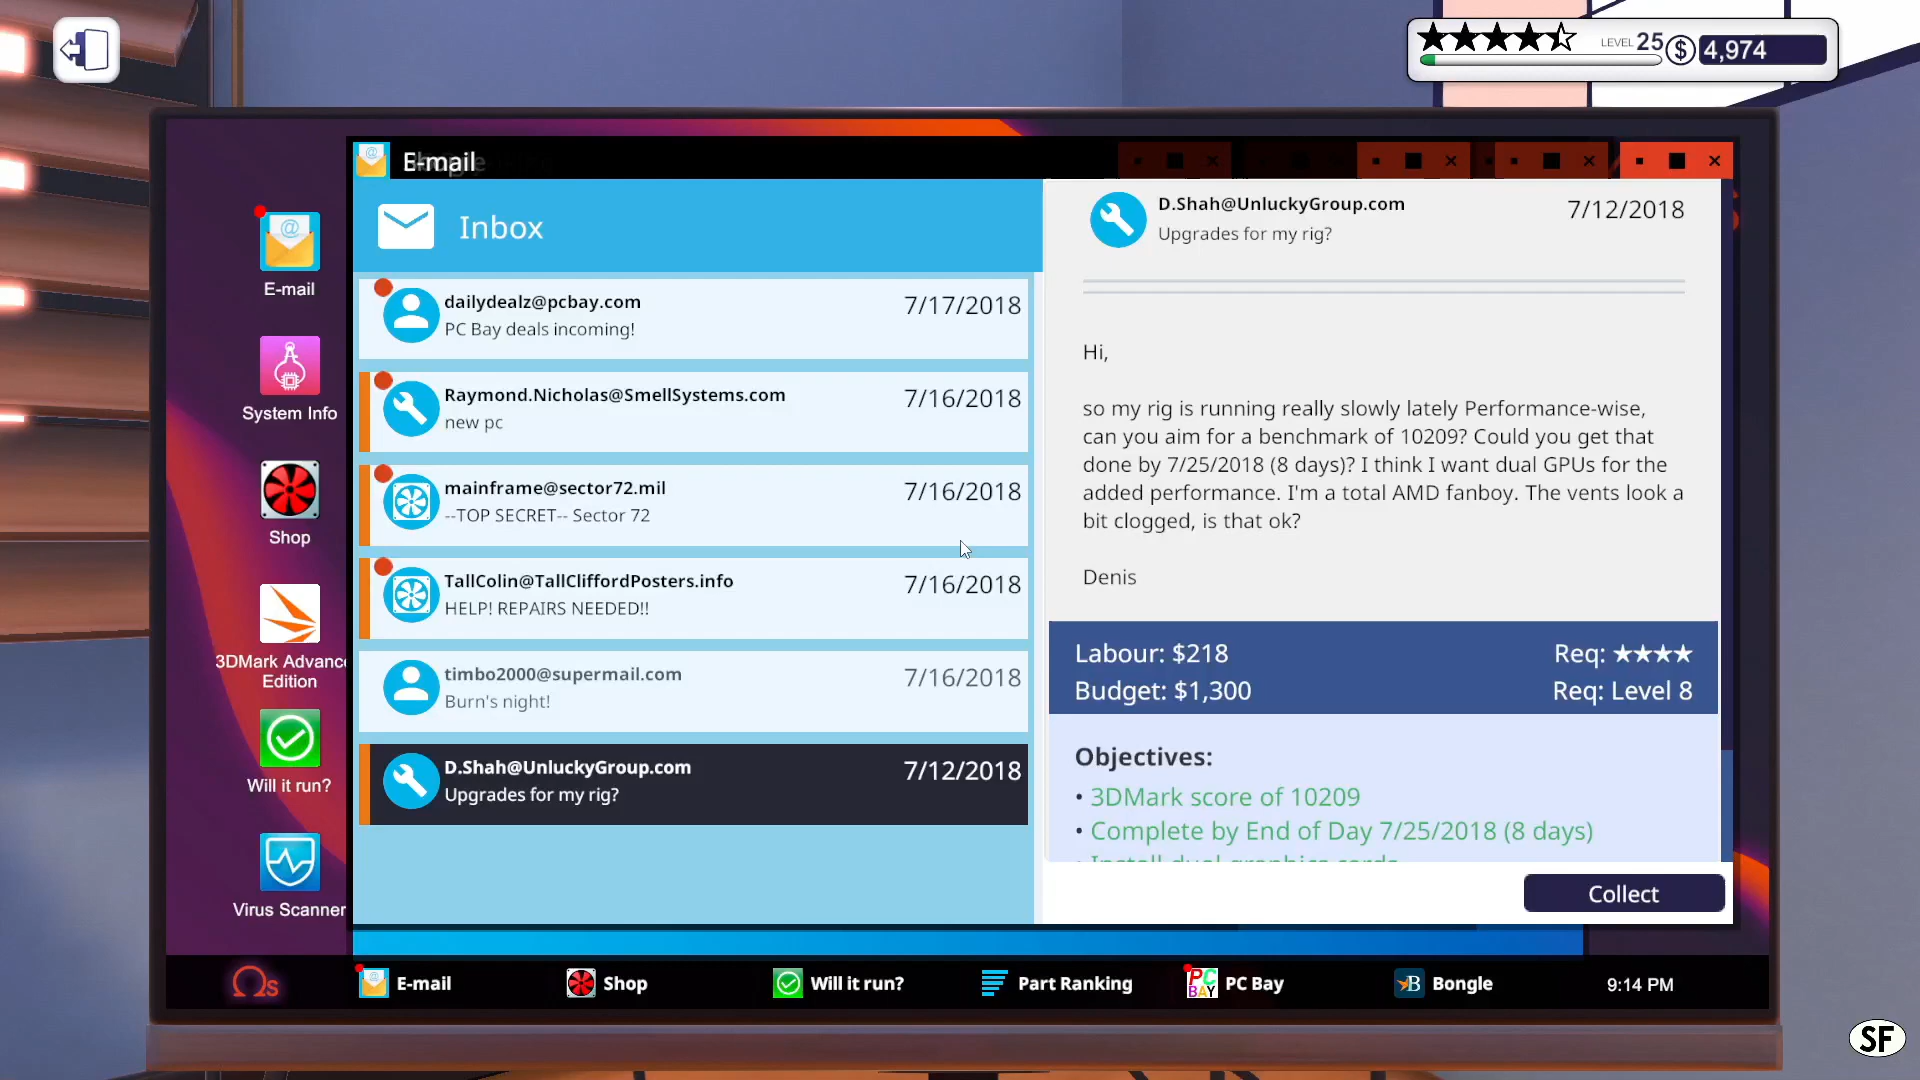 LEVEL 25
$ 4,974
E-mail
Inbox
dailydealz@pcbay.com
7/17/2018
PC Bay deals incoming!
Raymond.Nicholas@SmellSystems.com
7/16/2018
new pc
mainframe@sector72.mil
7/16/2018
--TOP SECRET-- Sector 72
TallColin@TallCliffordPosters.info
7/16/2018
HELP! REPAIRS NEEDED!!
timbo2000@supermail.com
7/16/2018
Burn's night!
D.Shah@UnluckyGroup.com
7/12/2018
Upgrades for my rig?
D.Shah@UnluckyGroup.com
7/12/2018
Upgrades for my rig?
Hi,
so my rig is running really slowly lately Performance-wise,
can you aim for a benchmark of 10209? Could you get that
done by 7/25/2018 (8 days)? I think I want dual GPUs for the
added performance. I'm a total AMD fanboy. The vents look a
bit clogged, is that ok?
Denis
Labour: $218
Req: ★★★★
Budget: $1,300
Req: Level 8
Objectives:
• 3DMark score of 10209
• Complete by End of Day 7/25/2018 (8 days)
• Install dual graphics cards
Collect
E-mail
System Info
Shop
3DMark Advanc
Edition
Will it run?
Virus Scanner
Ωs
E-mail
Shop
Will it run?
Part Ranking
PC BAY
PC Bay
B
Bongle
9:14 PM
SF